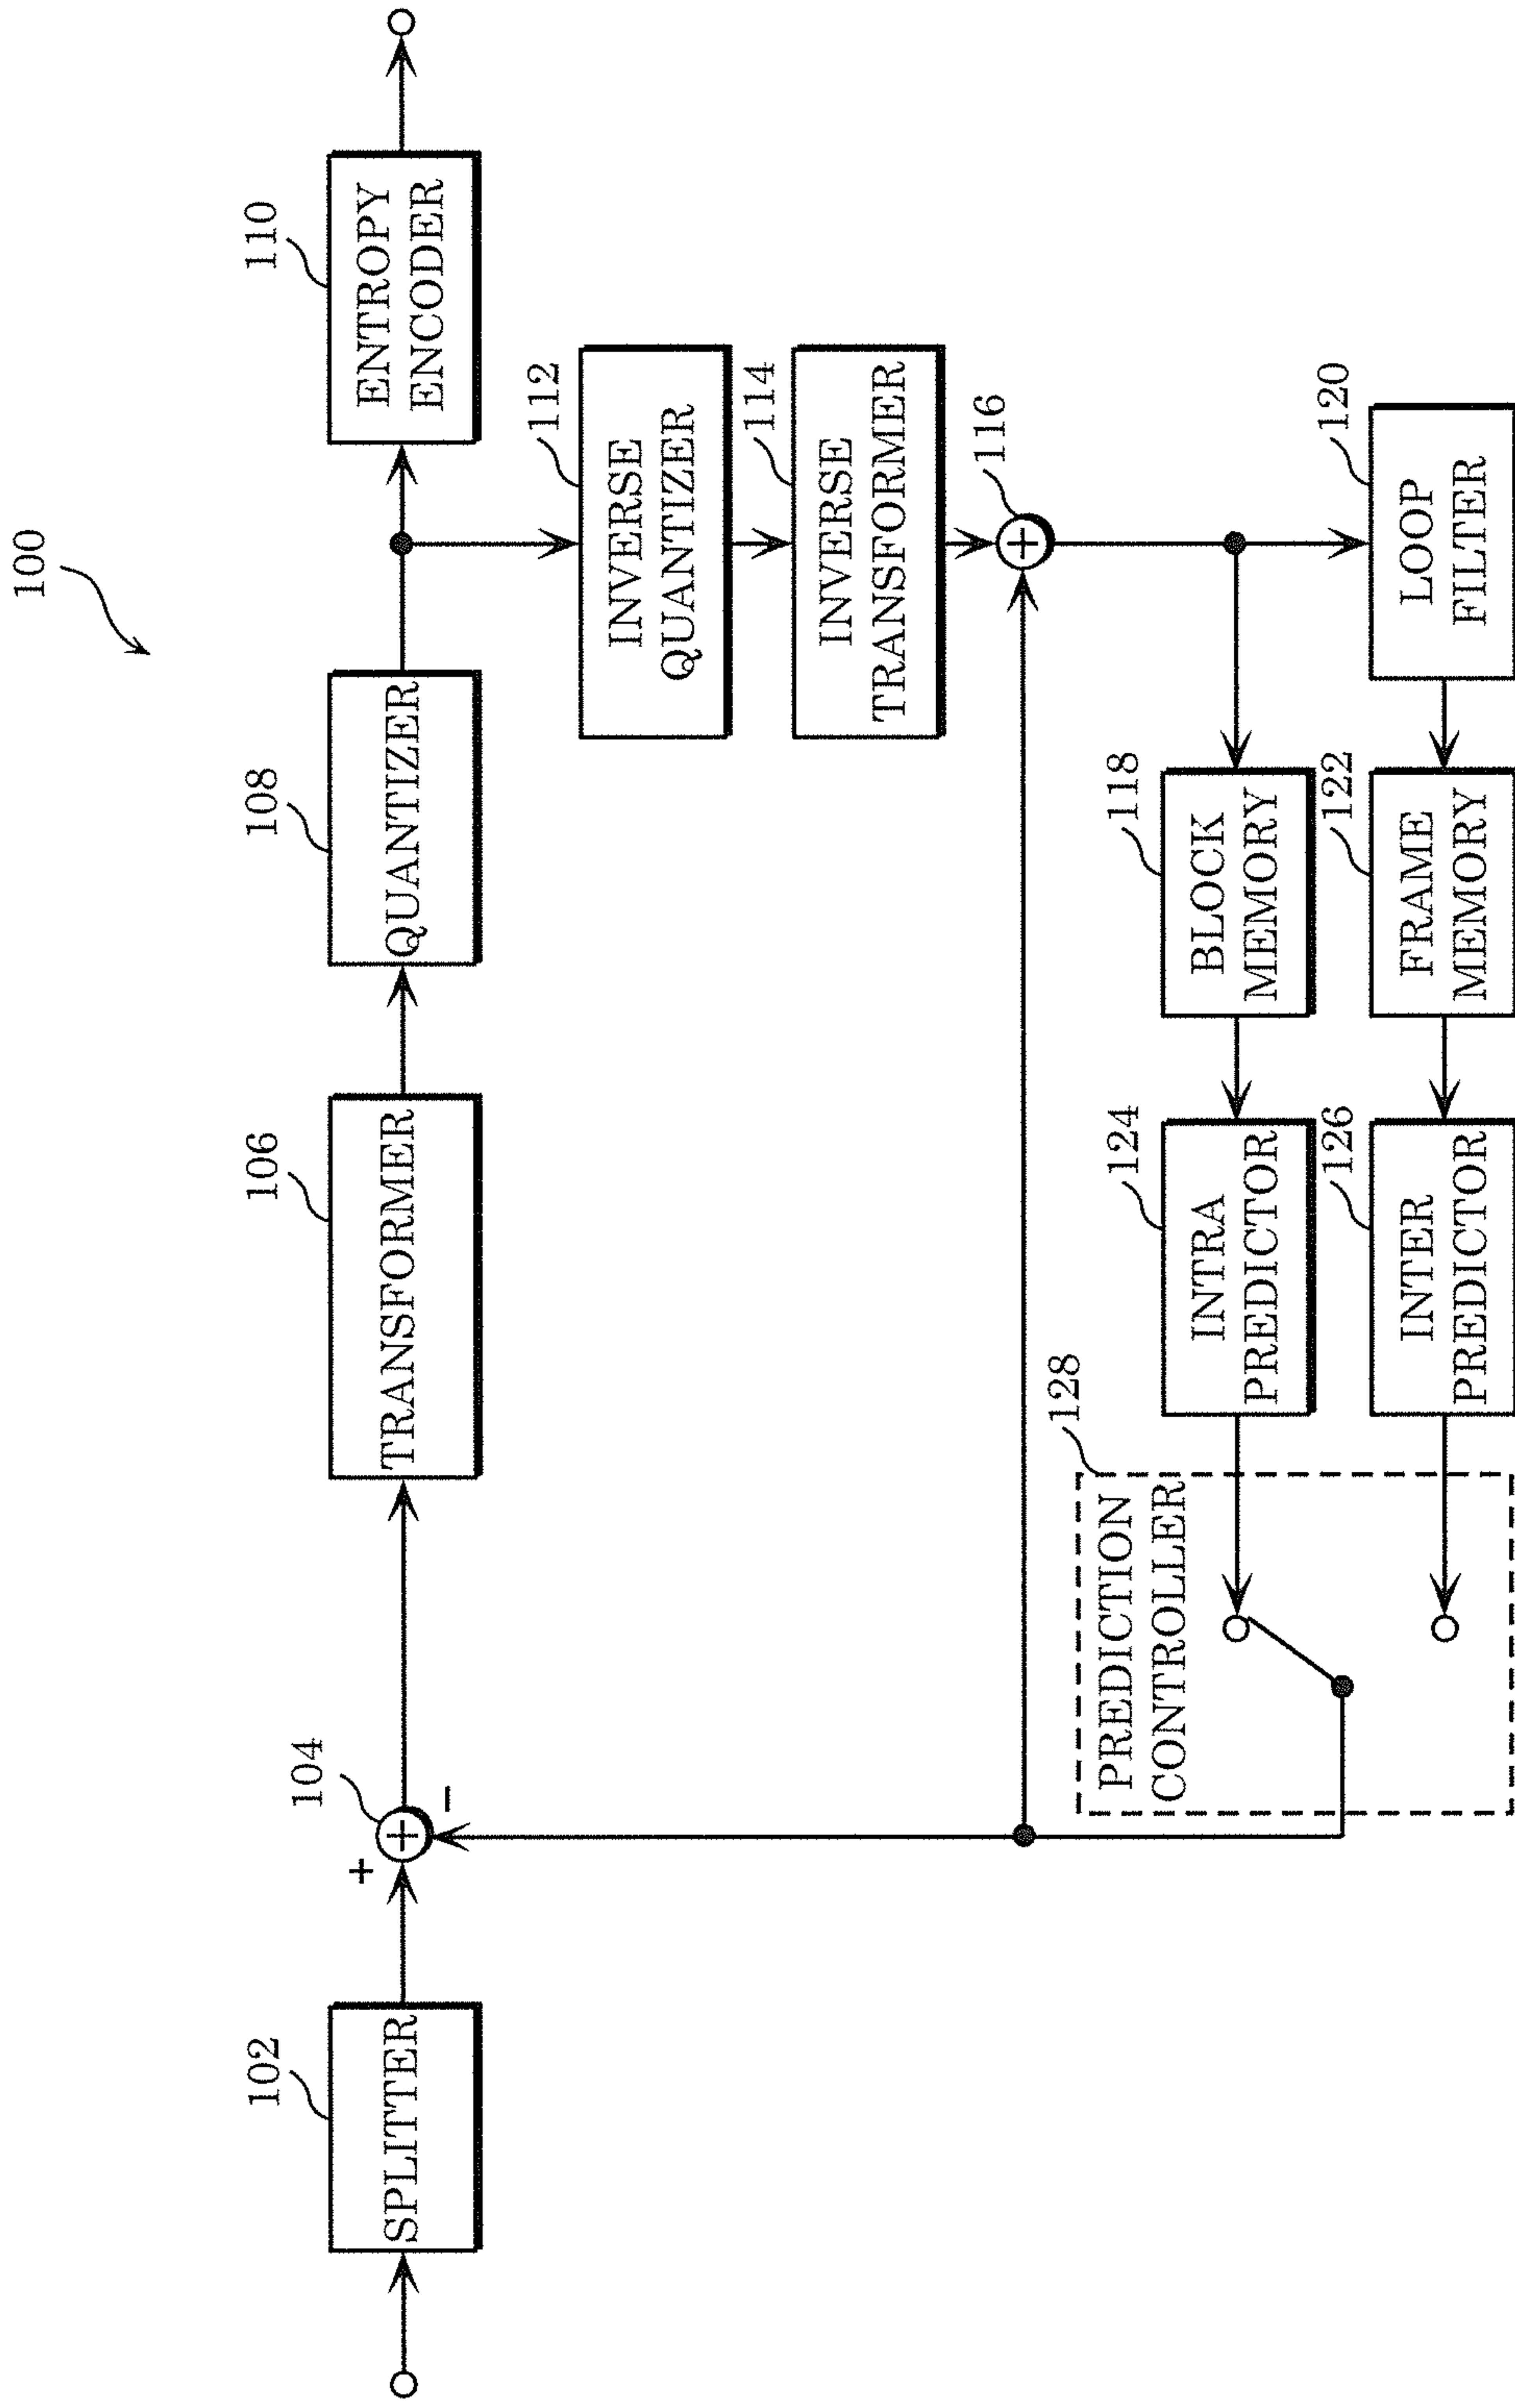 100
102
SPLITTER
+
104
−
106
TRANSFORMER
108
QUANTIZER
110
ENTROPY
ENCODER
112
INVERSE
QUANTIZER
114
INVERSE
TRANSFORMER
116
128
PREDICTION
CONTROLLER
124
INTRA
PREDICTOR
118
BLOCK
MEMORY
126
INTER
PREDICTOR
122
FRAME
MEMORY
120
LOOP
FILTER